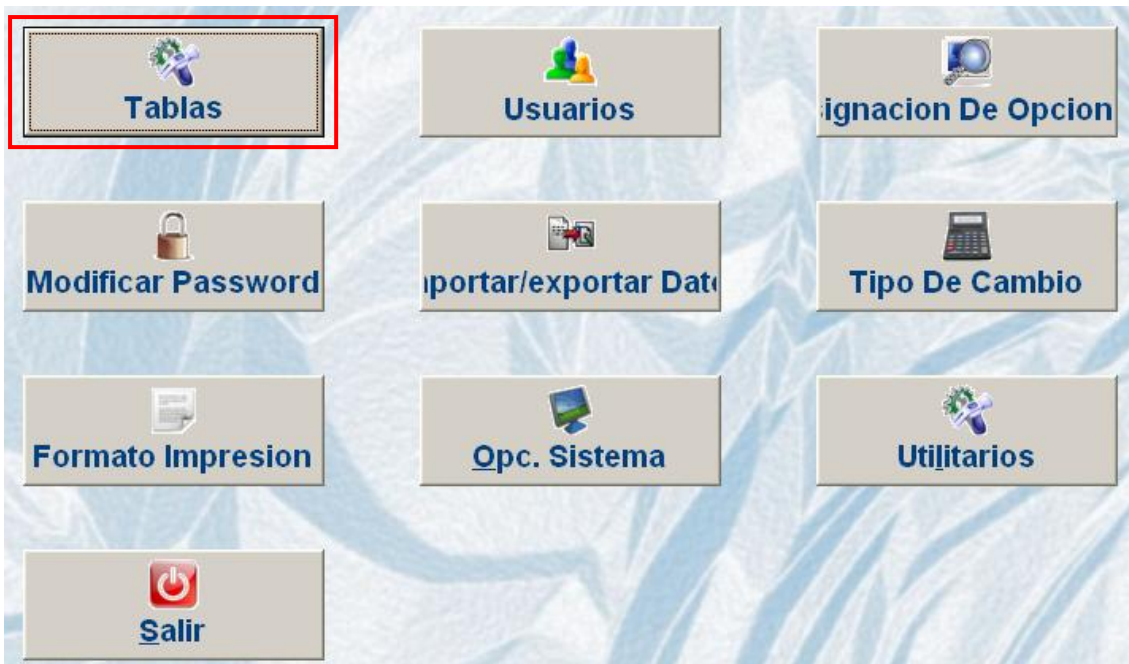 Tablas
Usuarios
ignacion De Opcion
Modificar Password
portar/exportar Dat
Tipo De Cambio
Formato Impresion
Opc. Sistema
Utilitarios
Salir